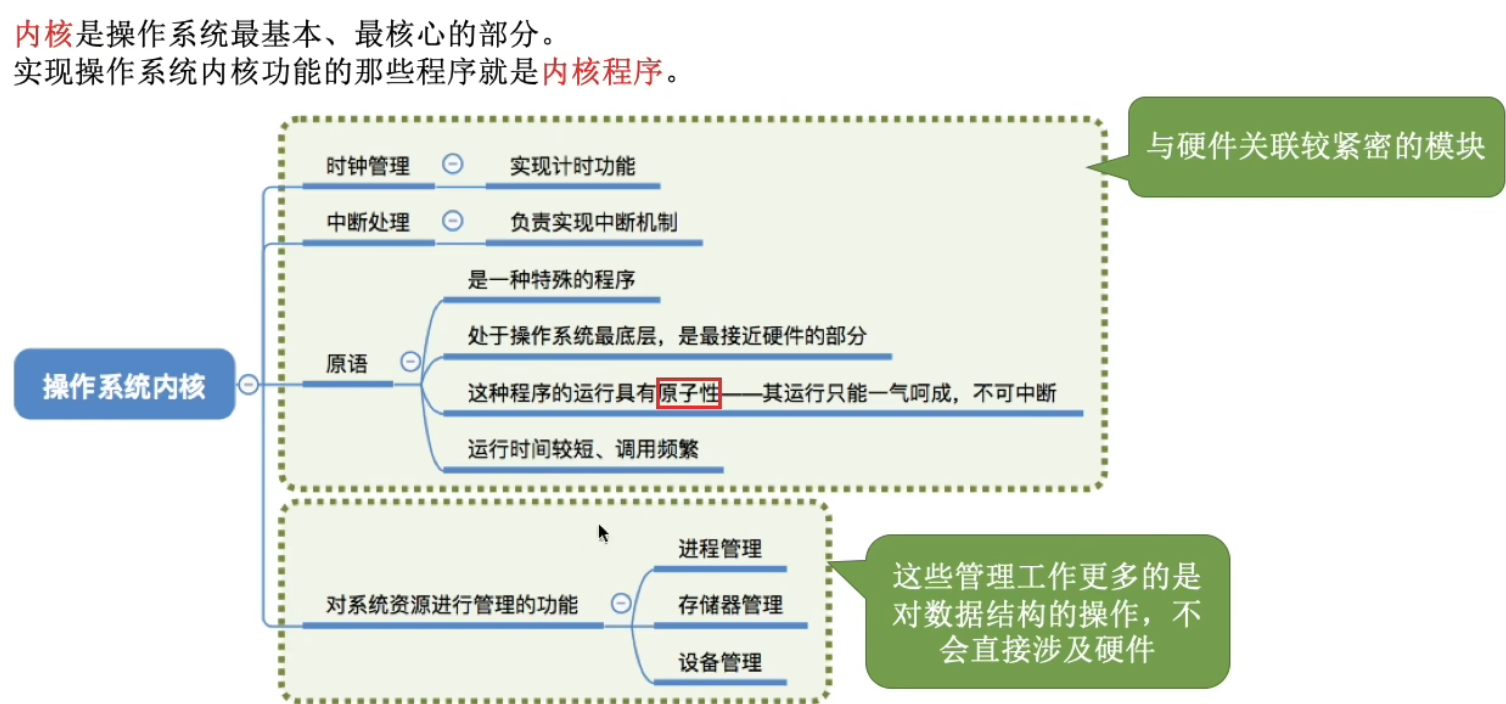 内核是操作系统最基本、最核心的部分。
实现操作系统内核功能的那些程序就是内核程序。
与硬件关联较紧密的模块
时钟管理
实现计时功能
中断处理
负责实现中断机制
是一种特殊的程序
处于操作系统最底层，是最接近硬件的部分
原语
这种程序的运行具有原子性——其运行只能一气呵成，不可中断
运行时间较短、调用频繁
操作系统内核
进程管理
对系统资源进行管理的功能
存储器管理
设备管理
这些管理工作更多的是
对数据结构的操作，不
会直接涉及硬件